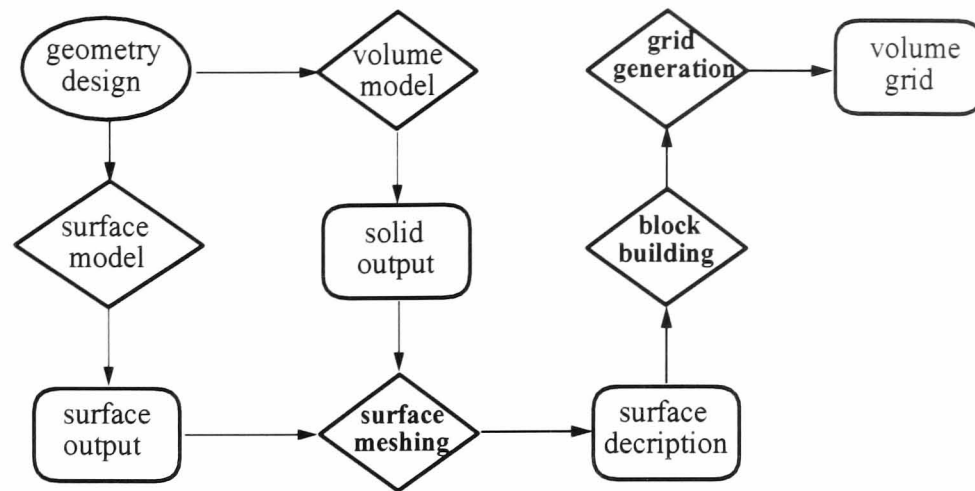 geometry
design
volume
model
grid
generation
volume
grid
surface
model
solid
output
block
building
surface
output
surface
meshing
surface
decription